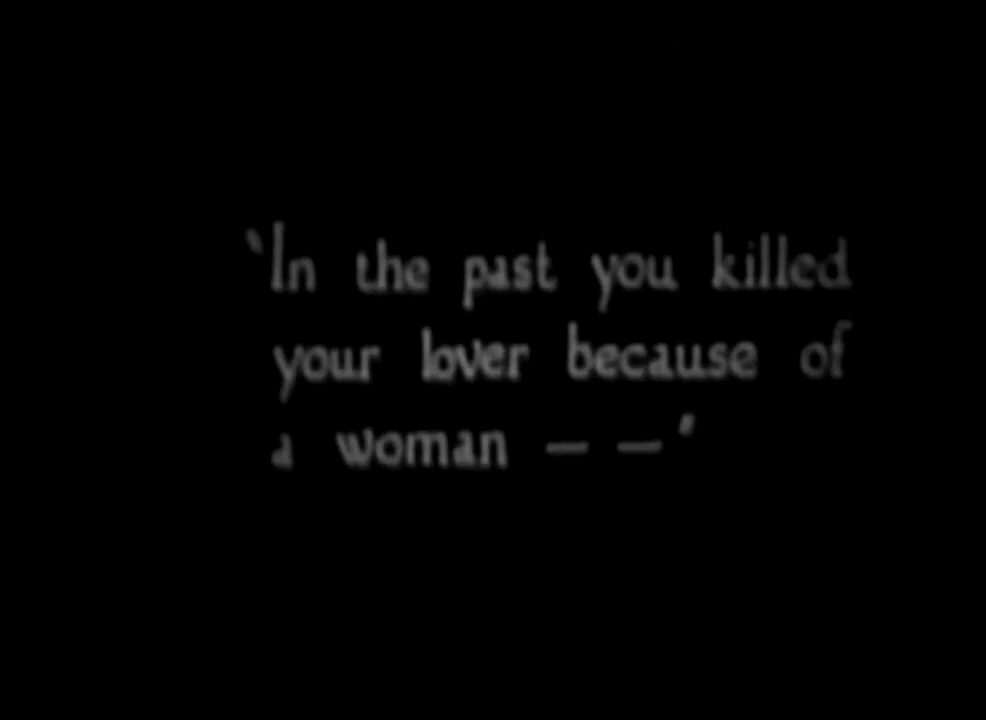 ‘In the past you killed
your lover because of
a woman — —’